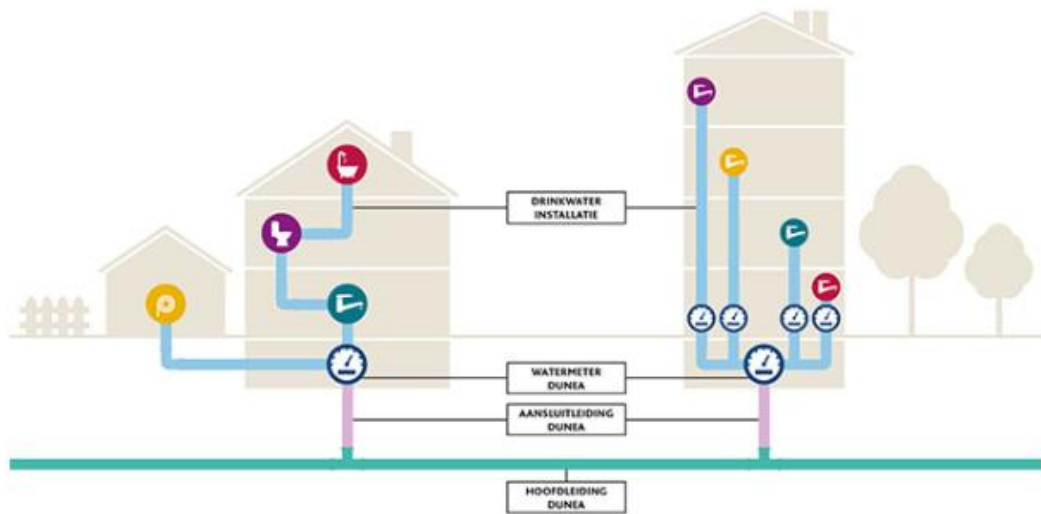 DRINKWATER
INSTALLATIE
WATERMETER
DUNEA
AANSLUITLEIDING
DUNEA
HOOFDLEIDING
DUNEA